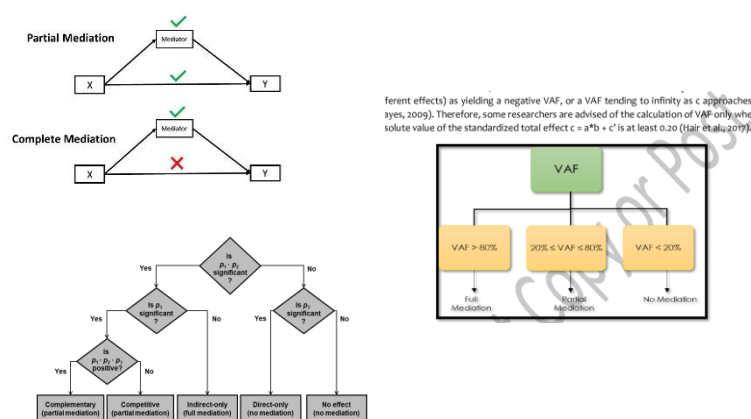 Partial Mediation
Mediator
X
Y
Complete Mediation
Mediator
X
Y
ferent effects) as yielding a negative VAF, or a VAF tending to infinity as c approaches
ayes, 2009). Therefore, some researchers are advised of the calculation of VAF only whe
solute value of the standardized total effect c = a*b + c' is at least 0.20 (Hair et al., 2017).
VAF
VAF > 80%
20% ≤ VAF ≤ 80%
VAF < 20%
Full
Mediation
Partial
Mediation
No Mediation
Copy or Post
Is
p₁ · p₂
significant
?
Yes
No
Is p₃
significant
?
Is p₃
significant
?
Yes
No
Yes
No
Is
p₁ · p₂ · p₃
positive?
Yes
No
Complementary
(partial mediation)
Competitive
(partial mediation)
Indirect-only
(full mediation)
Direct-only
(no mediation)
No effect
(no mediation)